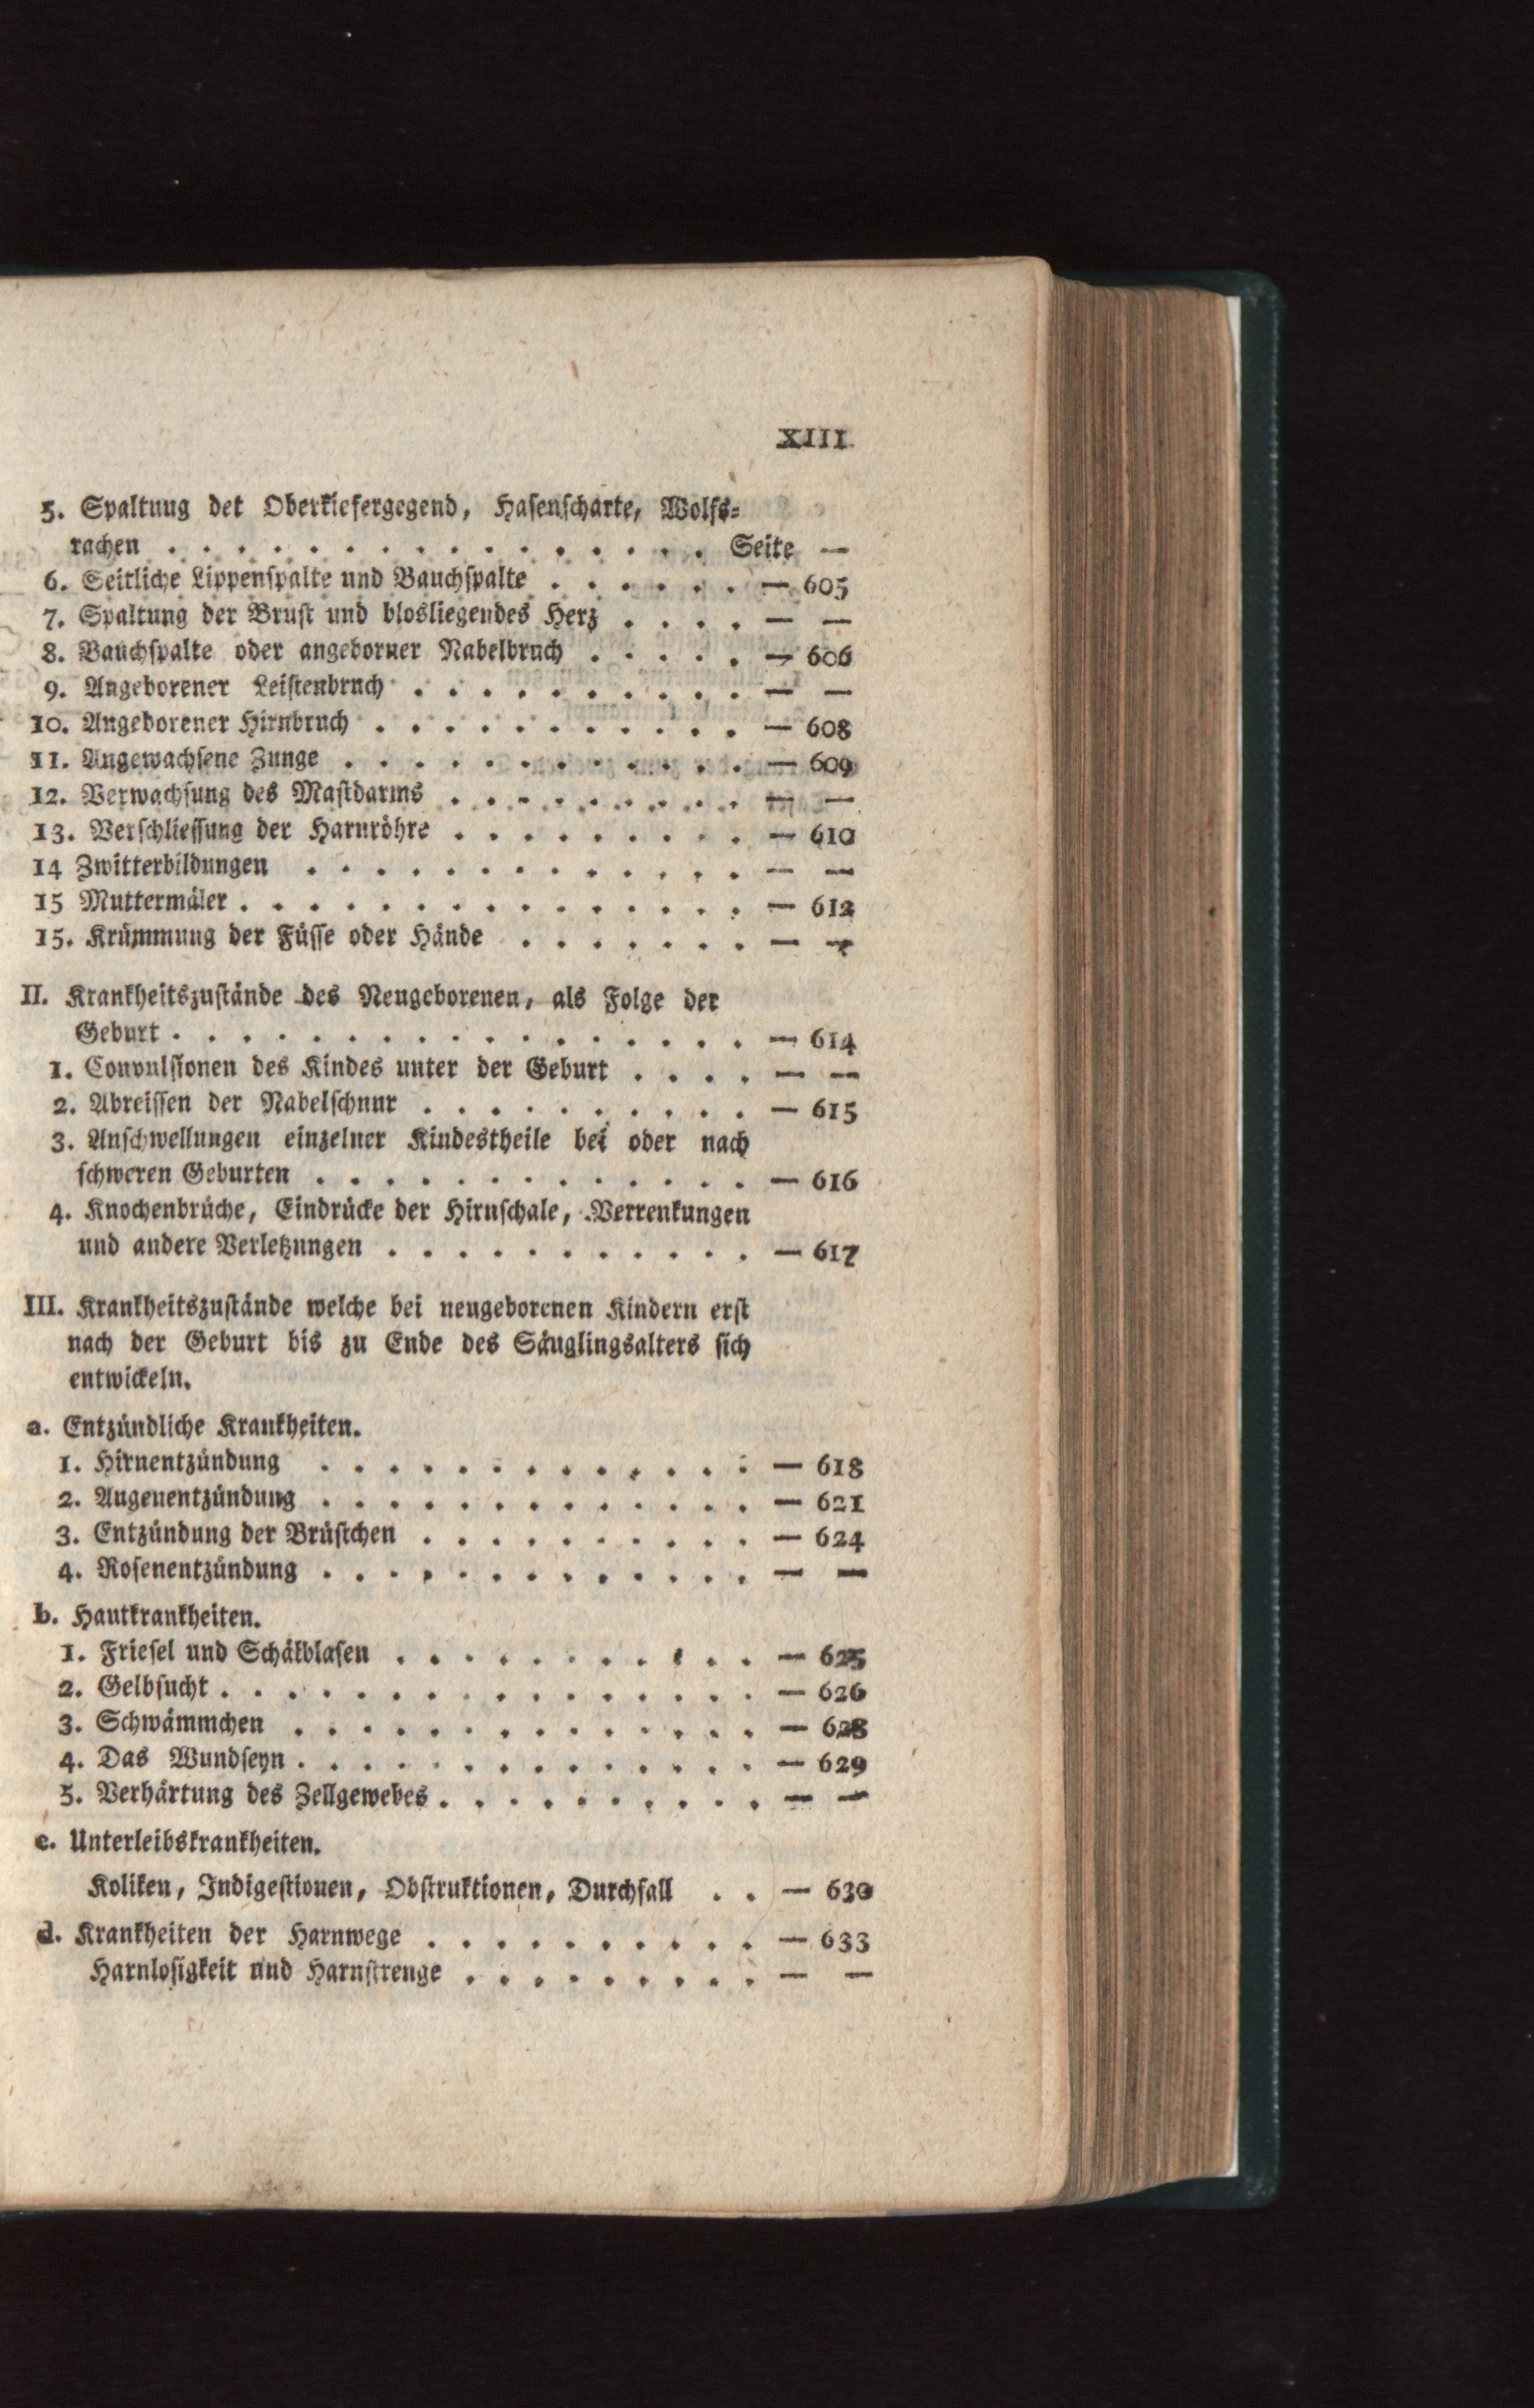 XIII
5. Spaltung det Oberkiefergegend, Hasenscharte, Wolfs-
rachen . . . . . . . . . . . . . . . . Seite —
6. Seitliche Lippenspalte und Bauchspalte . . . . . . — 605
7. Spaltung der Brust und blosliegendes Herz . . . . — —
8. Bauchspalte oder angeborner Nabelbruch . . . . . — 606
9. Angeborener Leistenbruch . . . . . . . . . . — —
10. Angeborener Hirnbruch . . . . . . . . . . . — 608
11. Angewachsene Zunge . . . . . . . . . . . . — 609
12. Verwachsung des Mastdarms . . . . . . . . . — —
13. Verschliessung der Harnröhre . . . . . . . . . — 610
14 Zwitterbildungen . . . . . . . . . . . . . — —
15 Muttermäler . . . . . . . . . . . . . . . — 612
15. Krümmung der Füsse oder Hände . . . . . . . — —
II. Krankheitszustände des Neugeborenen, als Folge der
Geburt . . . . . . . . . . . . . . . . . — 614
1. Convulsionen des Kindes unter der Geburt . . . . — —
2. Abreissen der Nabelschnur . . . . . . . . . . — 615
3. Anschwellungen einzelner Kindestheile bei oder nach
schweren Geburten . . . . . . . . . . . . . — 616
4. Knochenbrüche, Eindrücke der Hirnschale, Verrenkungen
und andere Verletzungen . . . . . . . . . . . — 617
III. Krankheitszustände welche bei neugeborenen Kindern erst
nach der Geburt bis zu Ende des Säuglingsalters sich
entwickeln.
a. Entzündliche Krankheiten.
1. Hirnentzündung . . . . . . . . . . . . . — 618
2. Augenentzündung . . . . . . . . . . . . . — 621
3. Entzündung der Brüstchen . . . . . . . . . . — 624
4. Rosenentzündung . . . . . . . . . . . . . — —
b. Hautkrankheiten.
1. Friesel und Schälblasen . . . . . . . . . . . — 625
2. Gelbsucht . . . . . . . . . . . . . . . . — 626
3. Schwämmchen . . . . . . . . . . . . . . — 628
4. Das Wundseyn . . . . . . . . . . . . . . — 629
5. Verhärtung des Zellgewebes . . . . . . . . . . — —
c. Unterleibskrankheiten.
Koliken, Indigestionen, Obstruktionen, Durchfall . . — 630
d. Krankheiten der Harnwege . . . . . . . . . . — 633
Harnlosigkeit und Harnstrenge . . . . . . . . . — —